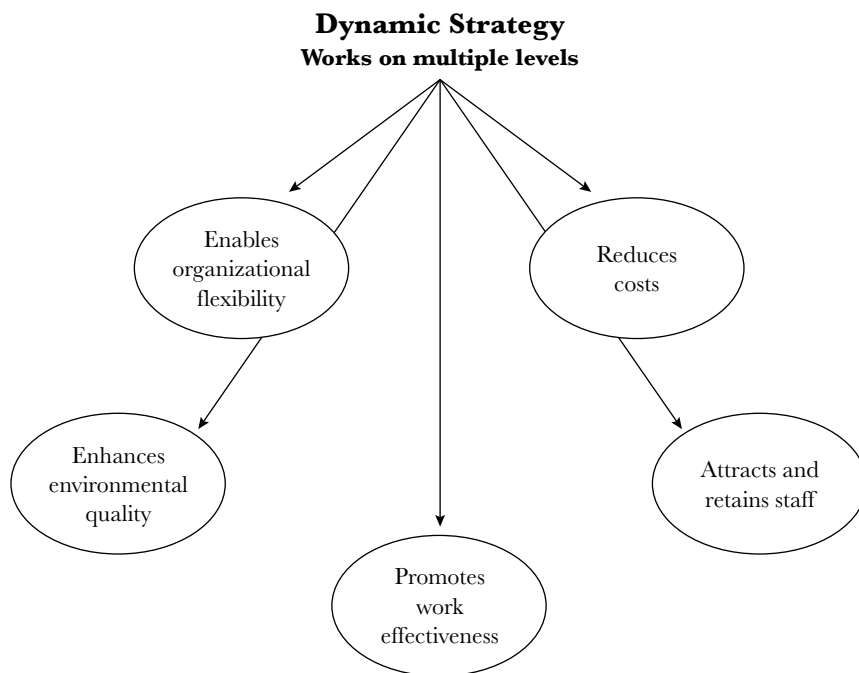 Dynamic Strategy
Works on multiple levels
Enables
organizational
flexibility
Reduces
costs
Enhances
environmental
quality
Attracts and
retains staff
Promotes
work
effectiveness